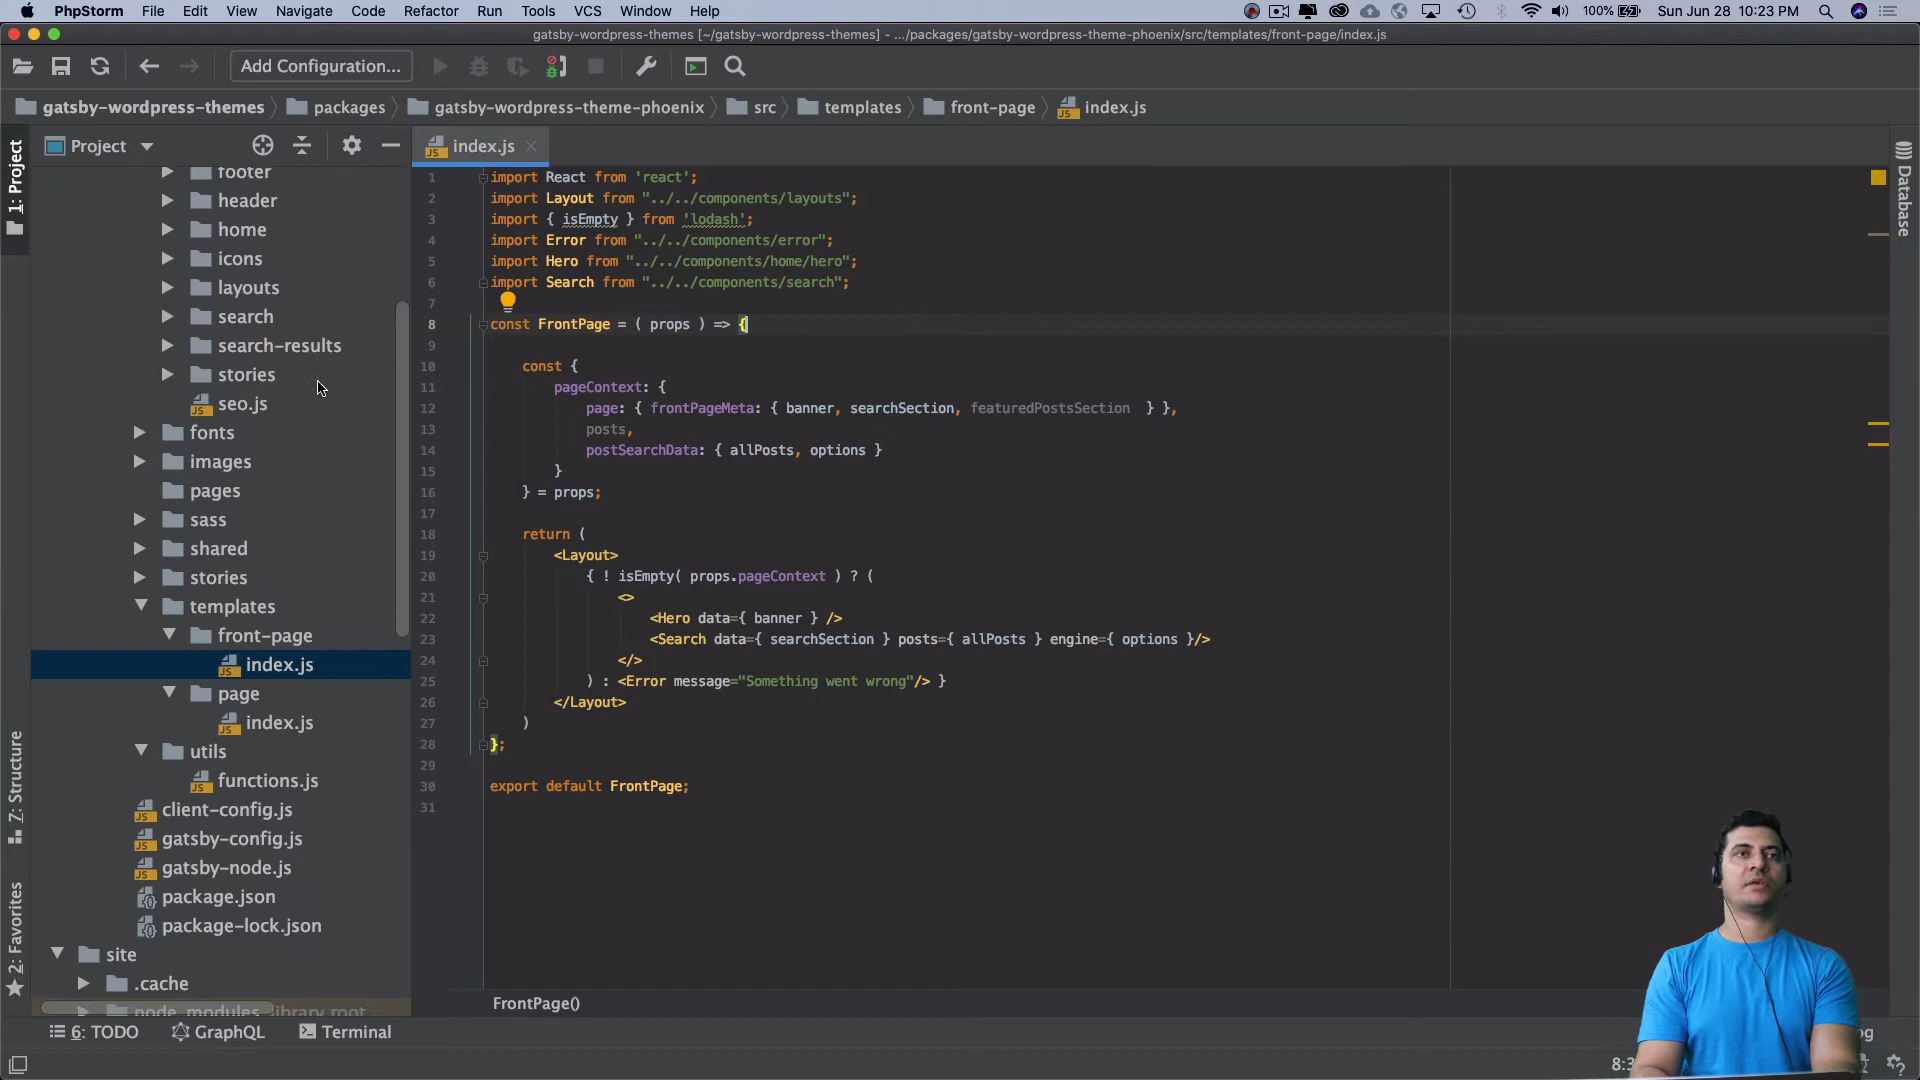 PhpStorm File Edit View Navigate Code Refactor Run Tools VCS Window Help 100% Sun Jun 28 10:23 PM
gatsby-wordpress-themes [~/gatsby-wordpress-themes] - .../packages/gatsby-wordpress-theme-phoenix/src/templates/front-page/index.js
Add Configuration...
gatsby-wordpress-themes packages gatsby-wordpress-theme-phoenix src templates front-page index.js
1: Project
Z: Structure
2: Favorites
Project
footer
header
home
icons
layouts
search
search-results
stories
seo.js
fonts
images
pages
sass
shared
stories
templates
front-page
index.js
page
index.js
utils
functions.js
client-config.js
gatsby-config.js
gatsby-node.js
package.json
package-lock.json
site
.cache
node_modules library root
index.js
1 import React from 'react';
2 import Layout from "../../components/layouts";
3 import { isEmpty } from 'lodash';
4 import Error from "../../components/error";
5 import Hero from "../../components/home/hero";
6 import Search from "../../components/search";
7
8 const FrontPage = ( props ) => {
9
10 const {
11 pageContext: {
12 page: { frontPageMeta: { banner, searchSection, featuredPostsSection } },
13 posts,
14 postSearchData: { allPosts, options }
15 }
16 } = props;
17
18 return (
19 <Layout>
20 { ! isEmpty( props.pageContext ) ? (
21 <>
22 <Hero data={ banner } />
23 <Search data={ searchSection } posts={ allPosts } engine={ options }/>
24 </>
25 ) : <Error message="Something went wrong"/> }
26 </Layout>
27 )
28 };
29
30 export default FrontPage;
31
Database
FrontPage()
6: TODO GraphQL Terminal